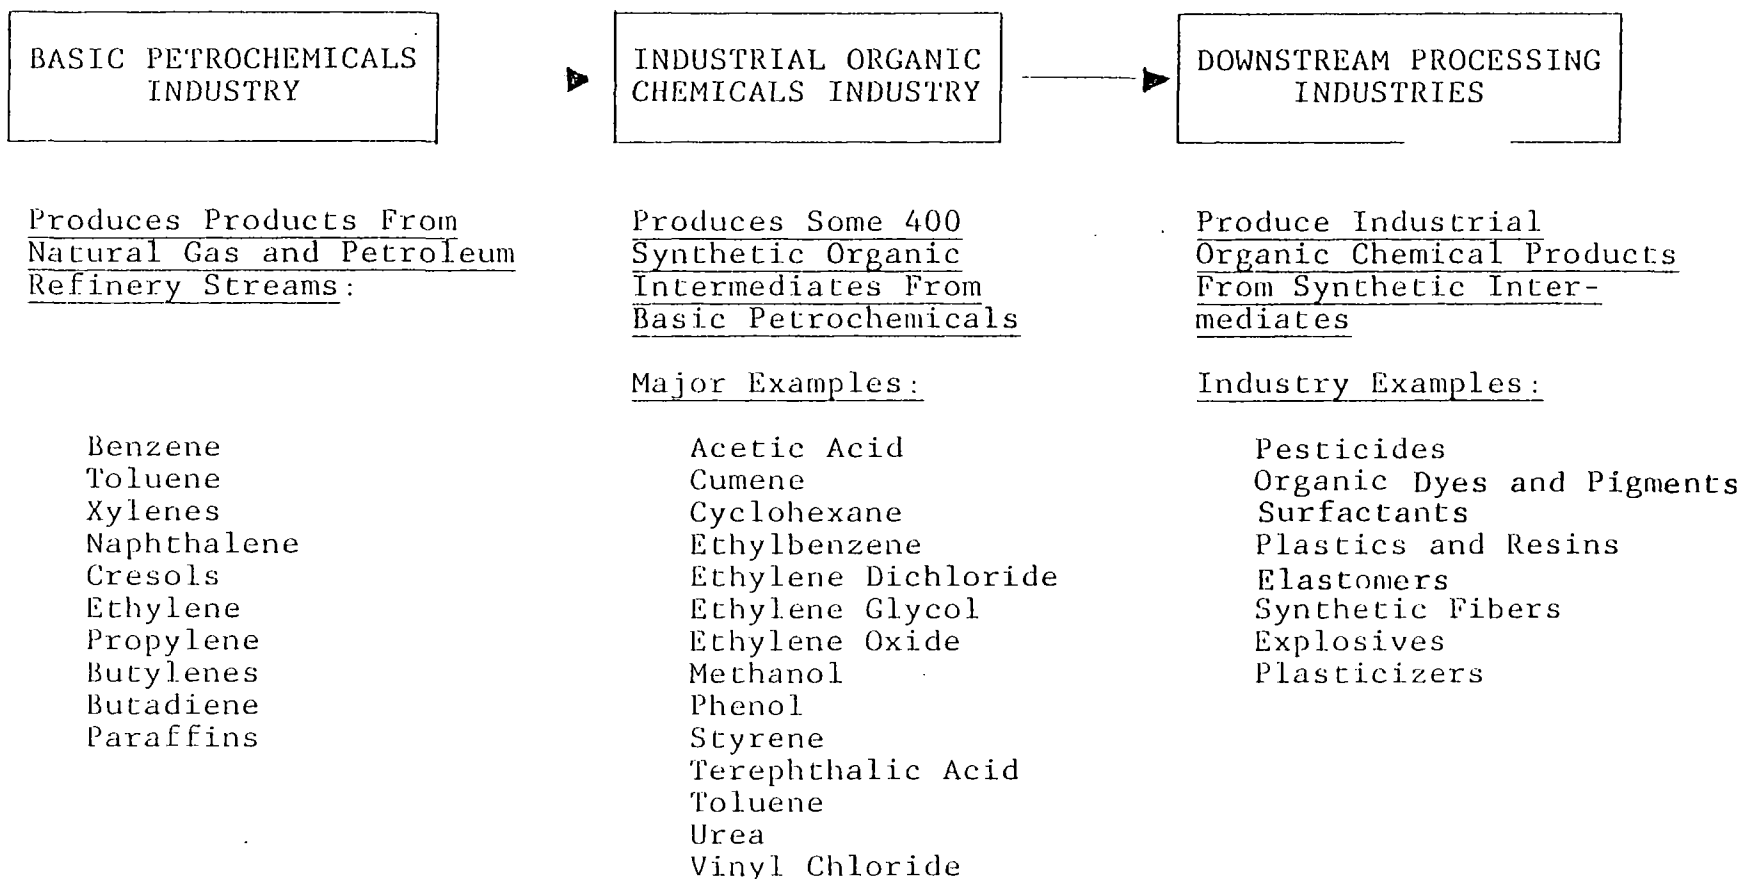 BASIC PETROCHEMICALS
INDUSTRY
INDUSTRIAL ORGANIC
CHEMICALS INDUSTRY
DOWNSTREAM PROCESSING
INDUSTRIES
Produces Products From
Natural Gas and Petroleum
Refinery Streams:
Benzene
Toluene
Xylenes
Naphthalene
Cresols
Ethylene
Propylene
Butylenes
Butadiene
Paraffins
Produces Some 400
Synthetic Organic
Intermediates From
Basic Petrochemicals
Major Examples:
Acetic Acid
Cumene
Cyclohexane
Ethylbenzene
Ethylene Dichloride
Ethylene Glycol
Ethylene Oxide
Methanol
Phenol
Styrene
Terephthalic Acid
Toluene
Urea
Vinyl Chloride
Produce Industrial
Organic Chemical Products
From Synthetic Inter-
mediates
Industry Examples:
Pesticides
Organic Dyes and Pigments
Surfactants
Plastics and Resins
Elastomers
Synthetic Fibers
Explosives
Plasticizers